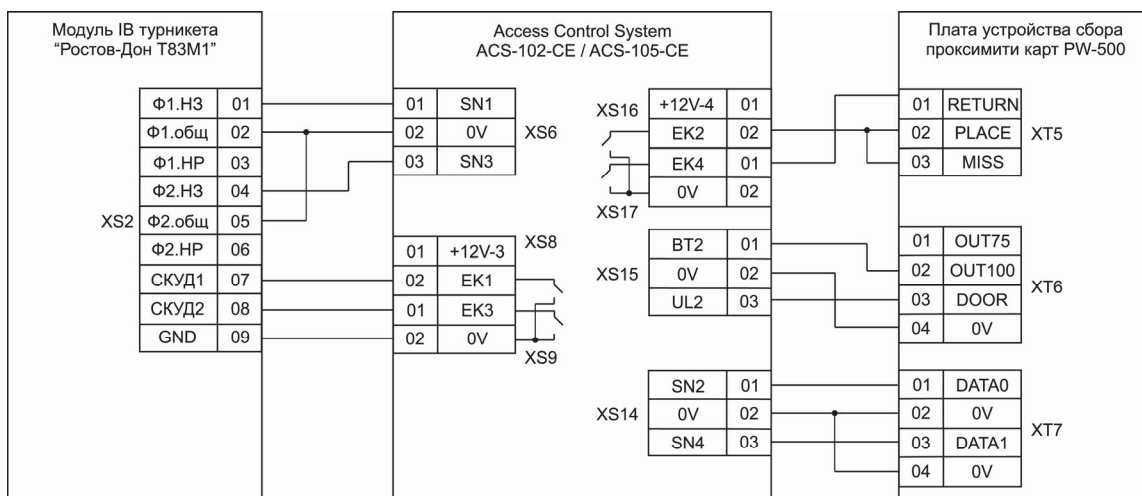 Модуль IB турникета
“Ростов-Дон Т83М1”
Access Control System
ACS-102-CE / ACS-105-CE
Плата устройства сбора
проксимити карт PW-500
XS2
Ф1.НЗ 01
Ф1.общ 02
Ф1.НР 03
Ф2.НЗ 04
Ф2.общ 05
Ф2.НР 06
СКУД1 07
СКУД2 08
GND 09
XS6
01 SN1
02 0V
03 SN3
XS8
01 +12V-3
02 EK1
01 EK3
02 0V
XS9
XS16
+12V-4 01
EK2 02
EK4 01
0V 02
XS17
XS15
BT2 01
0V 02
UL2 03
XS14
SN2 01
0V 02
SN4 03
XT5
01 RETURN
02 PLACE
03 MISS
XT6
01 OUT75
02 OUT100
03 DOOR
04 0V
XT7
01 DATA0
02 0V
03 DATA1
04 0V